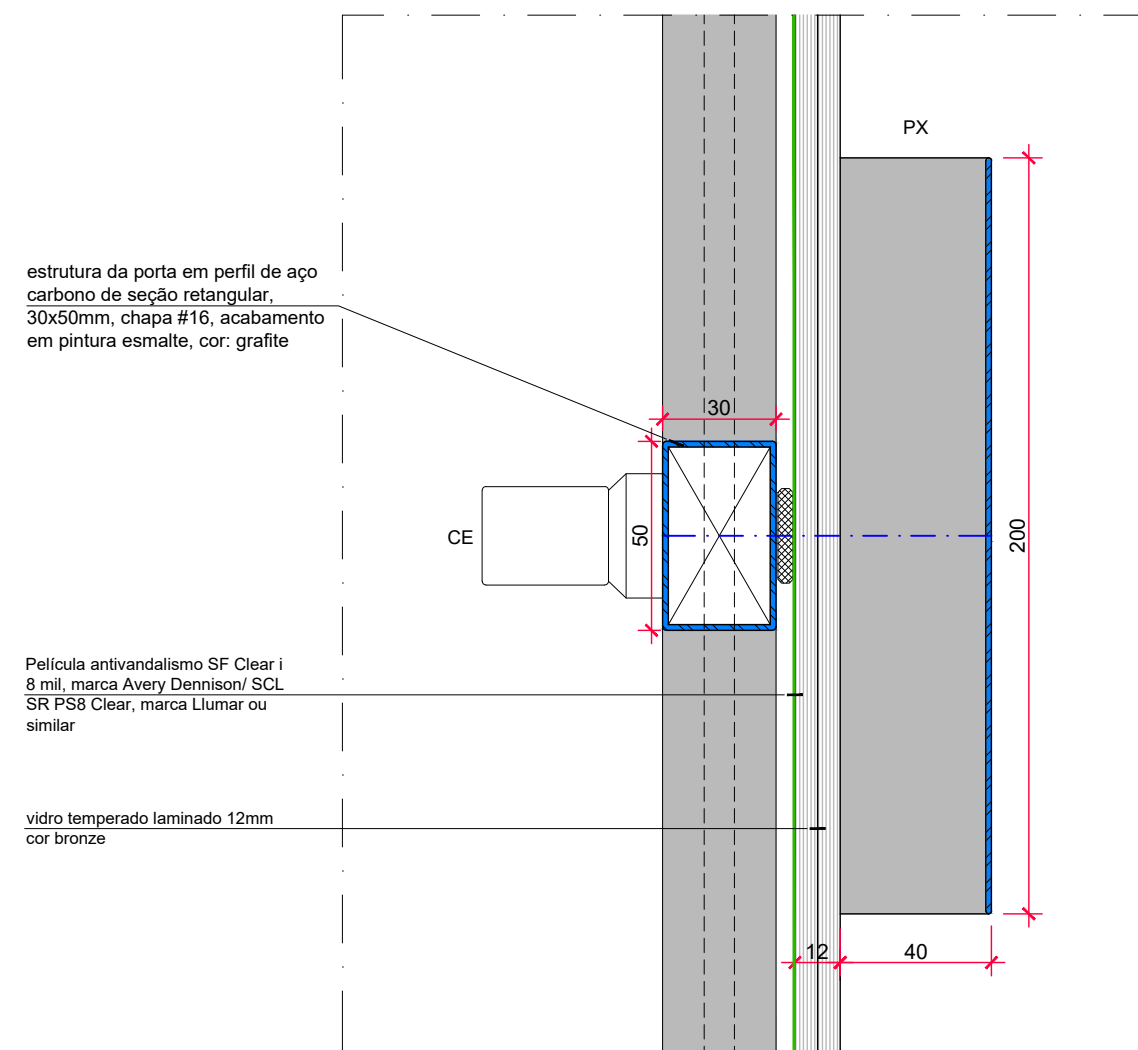 PX
estrutura da porta em perfil de aço
carbono de seção retangular,
30x50mm, chapa #16, acabamento
em pintura esmalte, cor: grafite
30
50
CE
200
Película antivandalismo SF Clear i
8 mil, marca Avery Dennison/ SCL
SR PS8 Clear, marca Llumar ou
similar
vidro temperado laminado 12mm
cor bronze
12
40